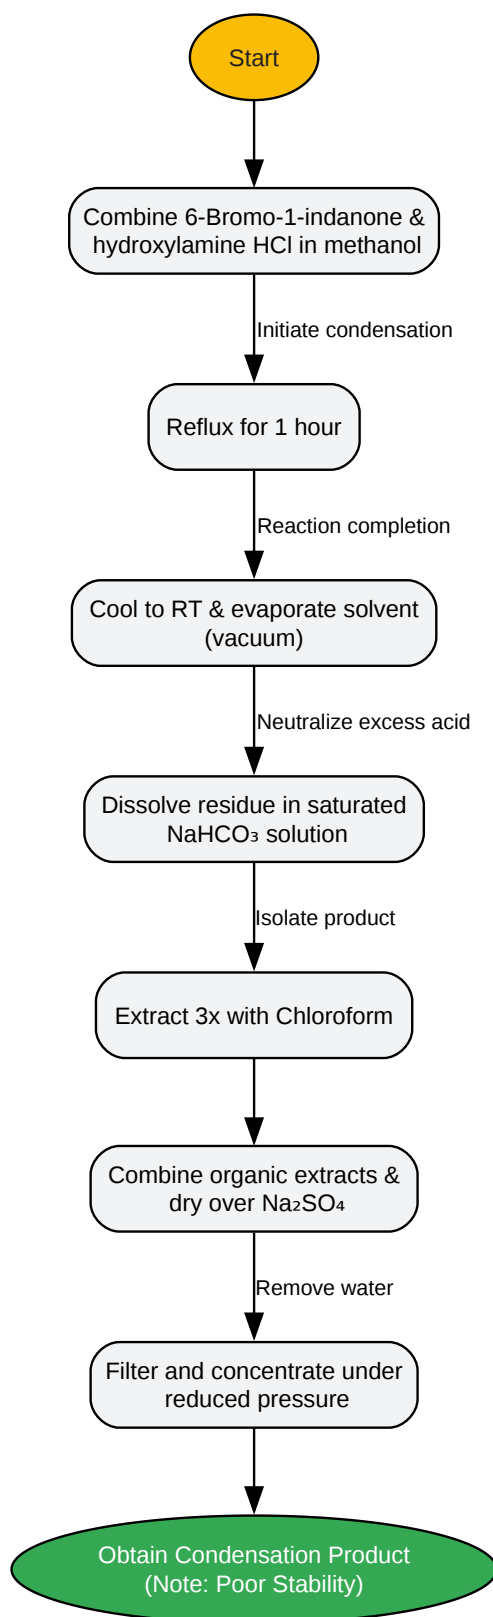 Start
Combine 6-Bromo-1-indanone &
hydroxylamine HCl in methanol
Initiate condensation
Reflux for 1 hour
Reaction completion
Cool to RT & evaporate solvent
(vacuum)
Neutralize excess acid
Dissolve residue in saturated
NaHCO₃ solution
Isolate product
Extract 3x with Chloroform
Combine organic extracts &
dry over Na₂SO₄
Remove water
Filter and concentrate under
reduced pressure
Obtain Condensation Product
(Note: Poor Stability)